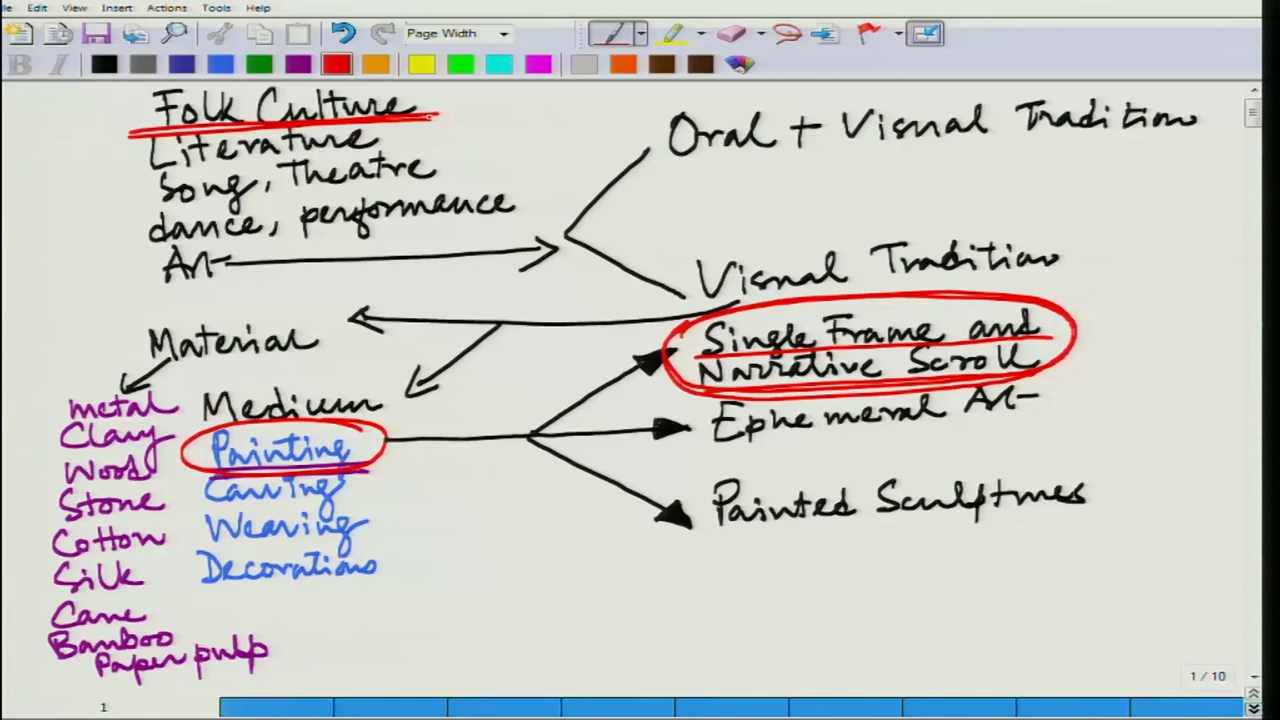 File Edit View Insert Actions Tools Help
Page Width
B I
Folk Culture
Literature
Song, Theatre
dance, performance
Art
Oral + Visual Tradition
Visual Tradition
Material
metal
Clay
Wood
Stone
Cotton
Silk
Cane
Bamboo
Paper pulp
Medium
Painting
Carving
Weaving
Decorations
Single Frame and
Narrative Scroll
Ephemeral Art
Painted Sculptures
1 / 10
1